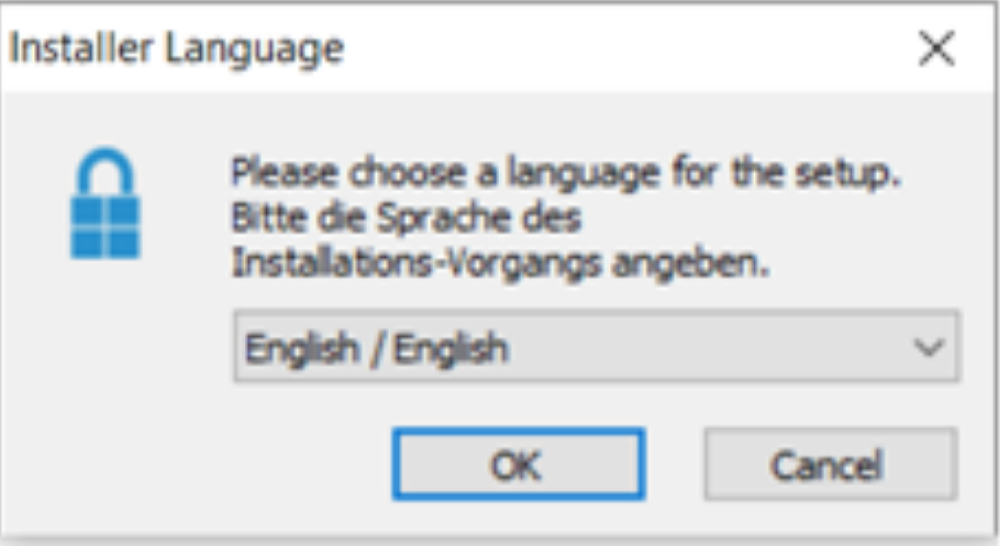 Installer Language
Please choose a language for the setup.
Bitte die Sprache des
Installations-Vorgangs angeben.
English / English
OK
Cancel